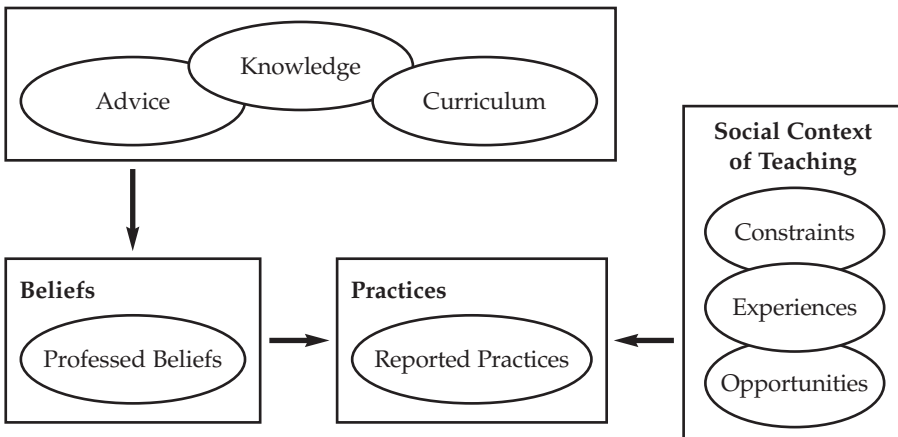 Knowledge
Advice
Curriculum
Social Context
of Teaching
Constraints
Beliefs
Practices
Experiences
Professed Beliefs
Reported Practices
Opportunities